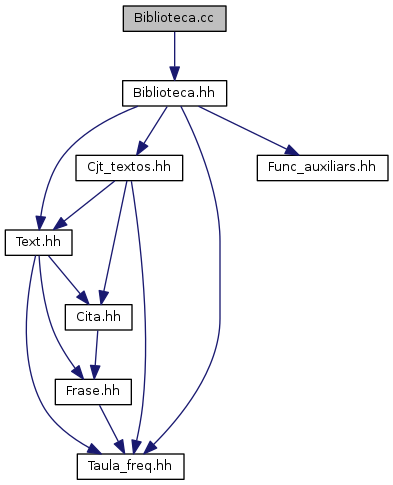 Biblioteca.cc
Biblioteca.hh
Cjt_textos.hh
Func_auxiliars.hh
Text.hh
Cita.hh
Frase.hh
Taula_freq.hh